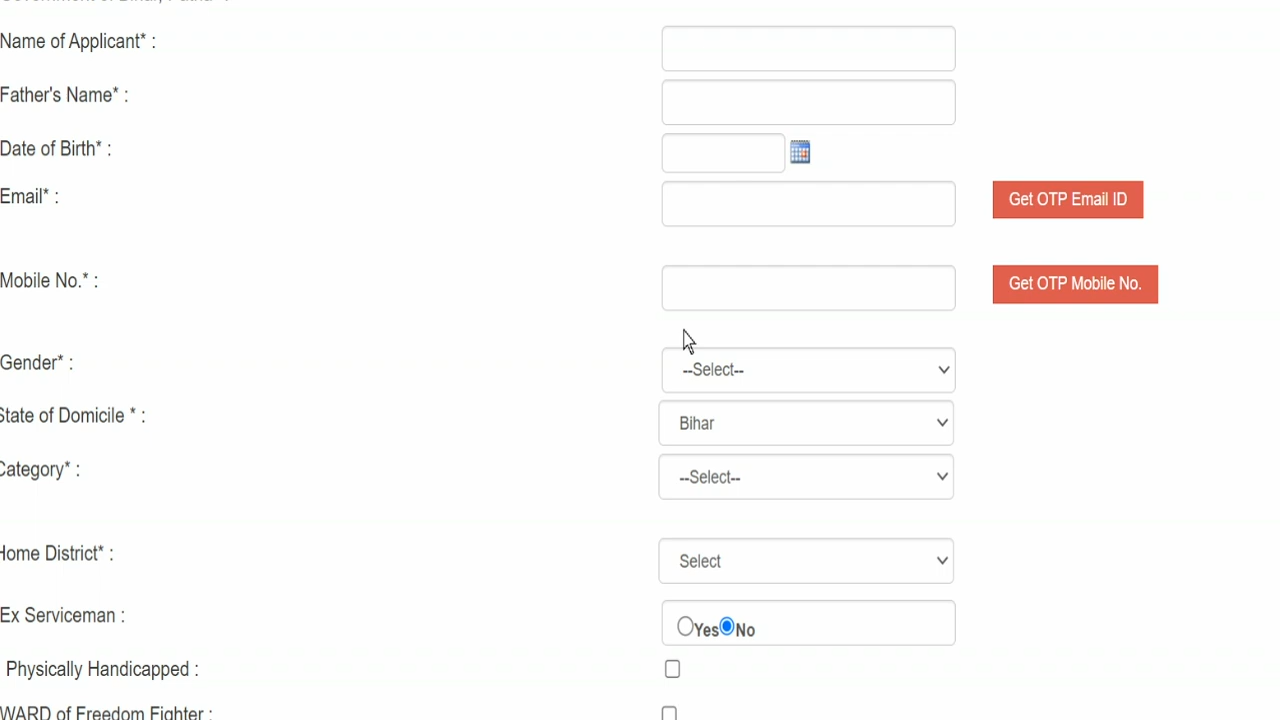 Name of Applicant* :
Father's Name* :
Date of Birth* :
Email* : Get OTP Email ID
Mobile No.* : Get OTP Mobile No.
Gender* : --Select--
State of Domicile * : Bihar
Category* : --Select--
Home District* : Select
Ex Serviceman : Yes No
Physically Handicapped :
WARD of Freedom Fighter :